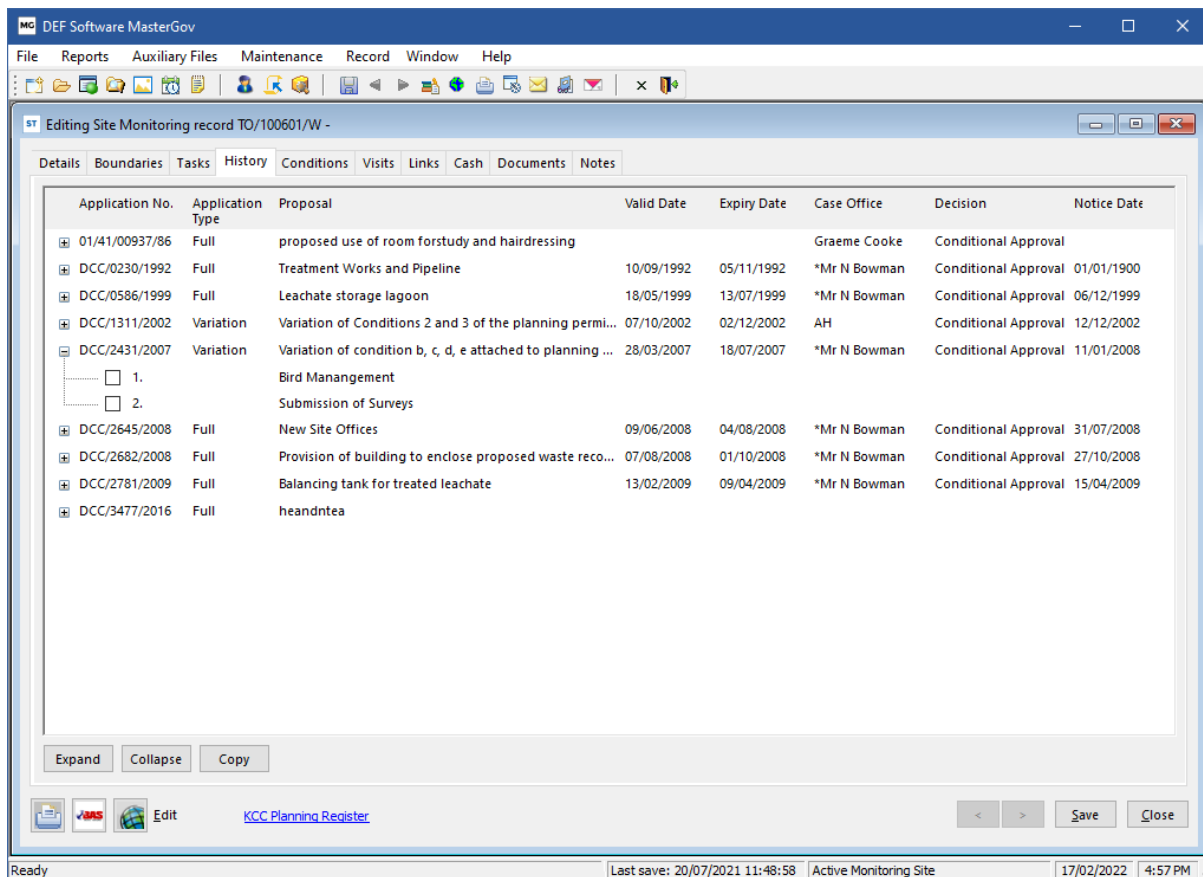 MG DEF Software MasterGov
File Reports Auxiliary Files Maintenance Record Window Help
ST Editing Site Monitoring record TO/100601/W -
Details Boundaries Tasks History Conditions Visits Links Cash Documents Notes
Application No. Application Type Proposal Valid Date Expiry Date Case Office Decision Notice Date
01/41/00937/86 Full proposed use of room forstudy and hairdressing Graeme Cooke Conditional Approval
DCC/0230/1992 Full Treatment Works and Pipeline 10/09/1992 05/11/1992 *Mr N Bowman Conditional Approval 01/01/1900
DCC/0586/1999 Full Leachate storage lagoon 18/05/1999 13/07/1999 *Mr N Bowman Conditional Approval 06/12/1999
DCC/1311/2002 Variation Variation of Conditions 2 and 3 of the planning permi... 07/10/2002 02/12/2002 AH Conditional Approval 12/12/2002
DCC/2431/2007 Variation Variation of condition b, c, d, e attached to planning ... 28/03/2007 18/07/2007 *Mr N Bowman Conditional Approval 11/01/2008
1. Bird Manangement
2. Submission of Surveys
DCC/2645/2008 Full New Site Offices 09/06/2008 04/08/2008 *Mr N Bowman Conditional Approval 31/07/2008
DCC/2682/2008 Full Provision of building to enclose proposed waste reco... 07/08/2008 01/10/2008 *Mr N Bowman Conditional Approval 27/10/2008
DCC/2781/2009 Full Balancing tank for treated leachate 13/02/2009 09/04/2009 *Mr N Bowman Conditional Approval 15/04/2009
DCC/3477/2016 Full heandntea
Expand Collapse Copy
Edit KCC Planning Register < > Save Close
Ready Last save: 20/07/2021 11:48:58 Active Monitoring Site 17/02/2022 4:57 PM